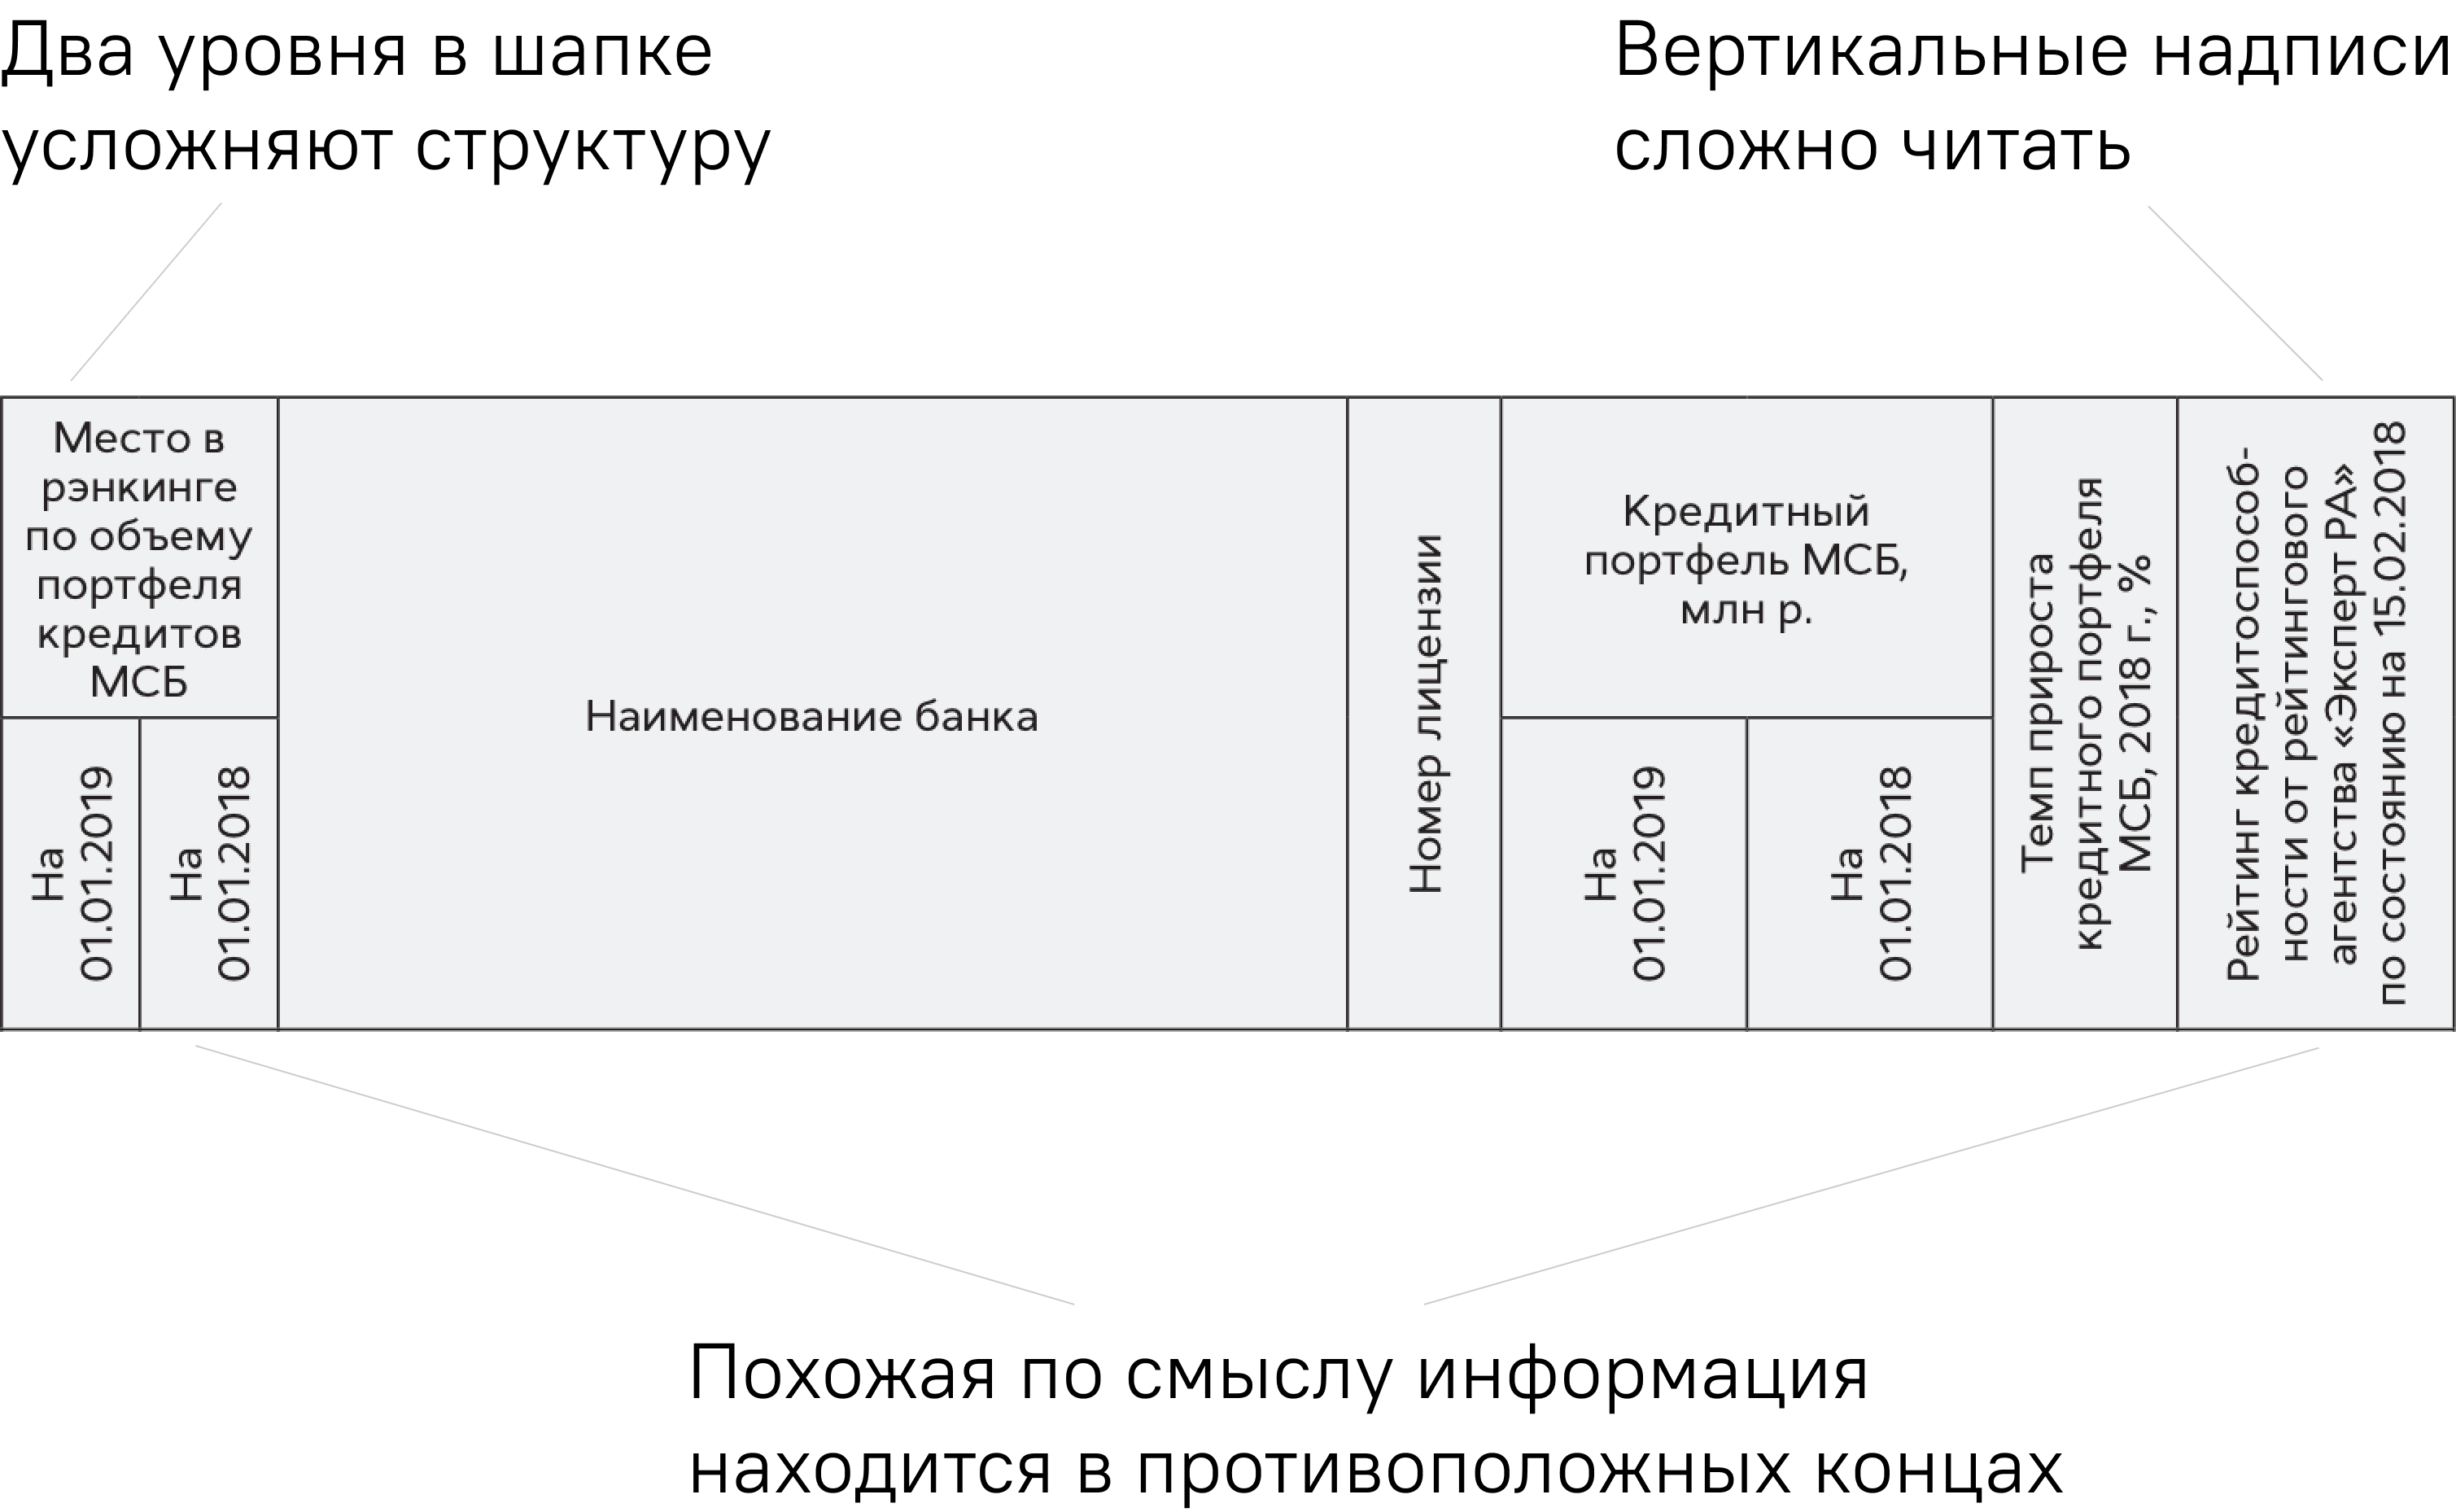 Два уровня в шапке
усложняют структуру
Вертикальные надписи
сложно читать
Место в
рэнкинге
по объему
портфеля
кредитов
МСБ
На
01.01.2019
На
01.01.2018
Наименование банка
Номер лицензии
Кредитный
портфель МСБ,
млн р.
На
01.01.2019
На
01.01.2018
Темп прироста
кредитного портфеля
МСБ, 2018 г., %
Рейтинг кредитоспособ-
ности от рейтингового
агентства «Эксперт РА»
по состоянию на 15.02.2018
Похожая по смыслу информация
находится в противоположных концах